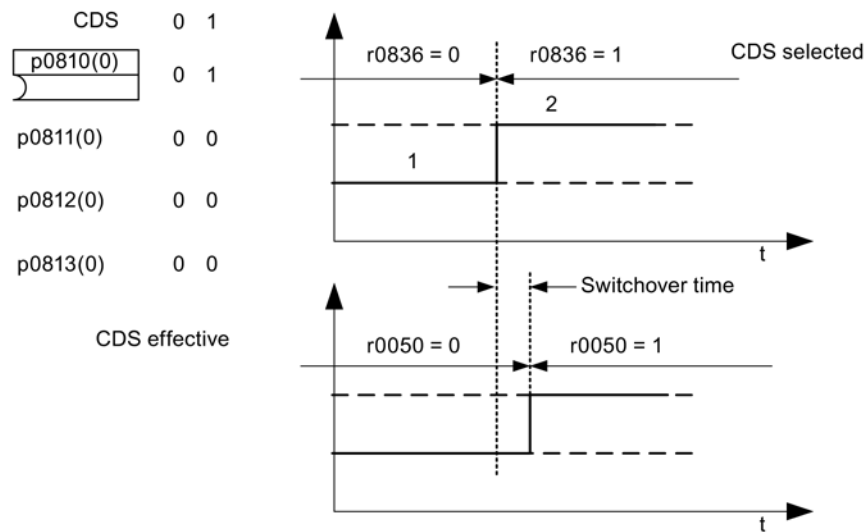 CDS 0 1
p0810(0) 0 1
p0811(0) 0 0
p0812(0) 0 0
p0813(0) 0 0
r0836 = 0 r0836 = 1 CDS selected
2
1
t
Switchover time
CDS effective
r0050 = 0 r0050 = 1
t